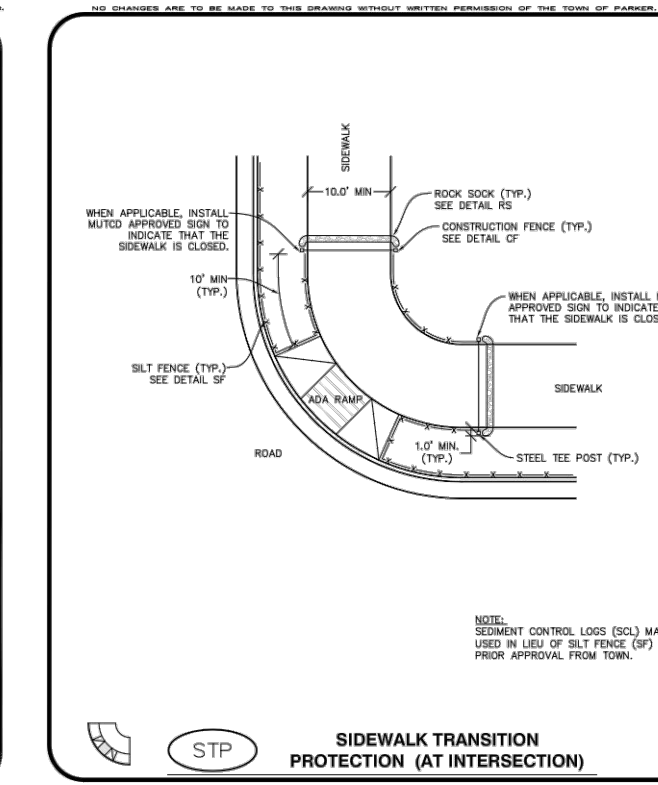 NO CHANGES ARE TO BE MADE TO THIS DRAWING WITHOUT WRITTEN PERMISSION OF THE TOWN OF PARKER.
SIDEWALK
10.0' MIN
ROCK SOCK (TYP.)
SEE DETAIL RS
CONSTRUCTION FENCE (TYP.)
SEE DETAIL CF
WHEN APPLICABLE, INSTALL
MUTCD APPROVED SIGN TO
INDICATE THAT THE
SIDEWALK IS CLOSED.
10' MIN
(TYP.)
WHEN APPLICABLE, INSTALL
APPROVED SIGN TO INDICATE
THAT THE SIDEWALK IS CLOS
SILT FENCE (TYP.)
SEE DETAIL SF
ADA RAMP
SIDEWALK
ROAD
1.0' MIN.
(TYP.)
STEEL TEE POST (TYP.)
NOTE:
SEDIMENT CONTROL LOGS (SCL) MA
USED IN LIEU OF SILT FENCE (SF)
PRIOR APPROVAL FROM TOWN.
STP
SIDEWALK TRANSITION
PROTECTION (AT INTERSECTION)